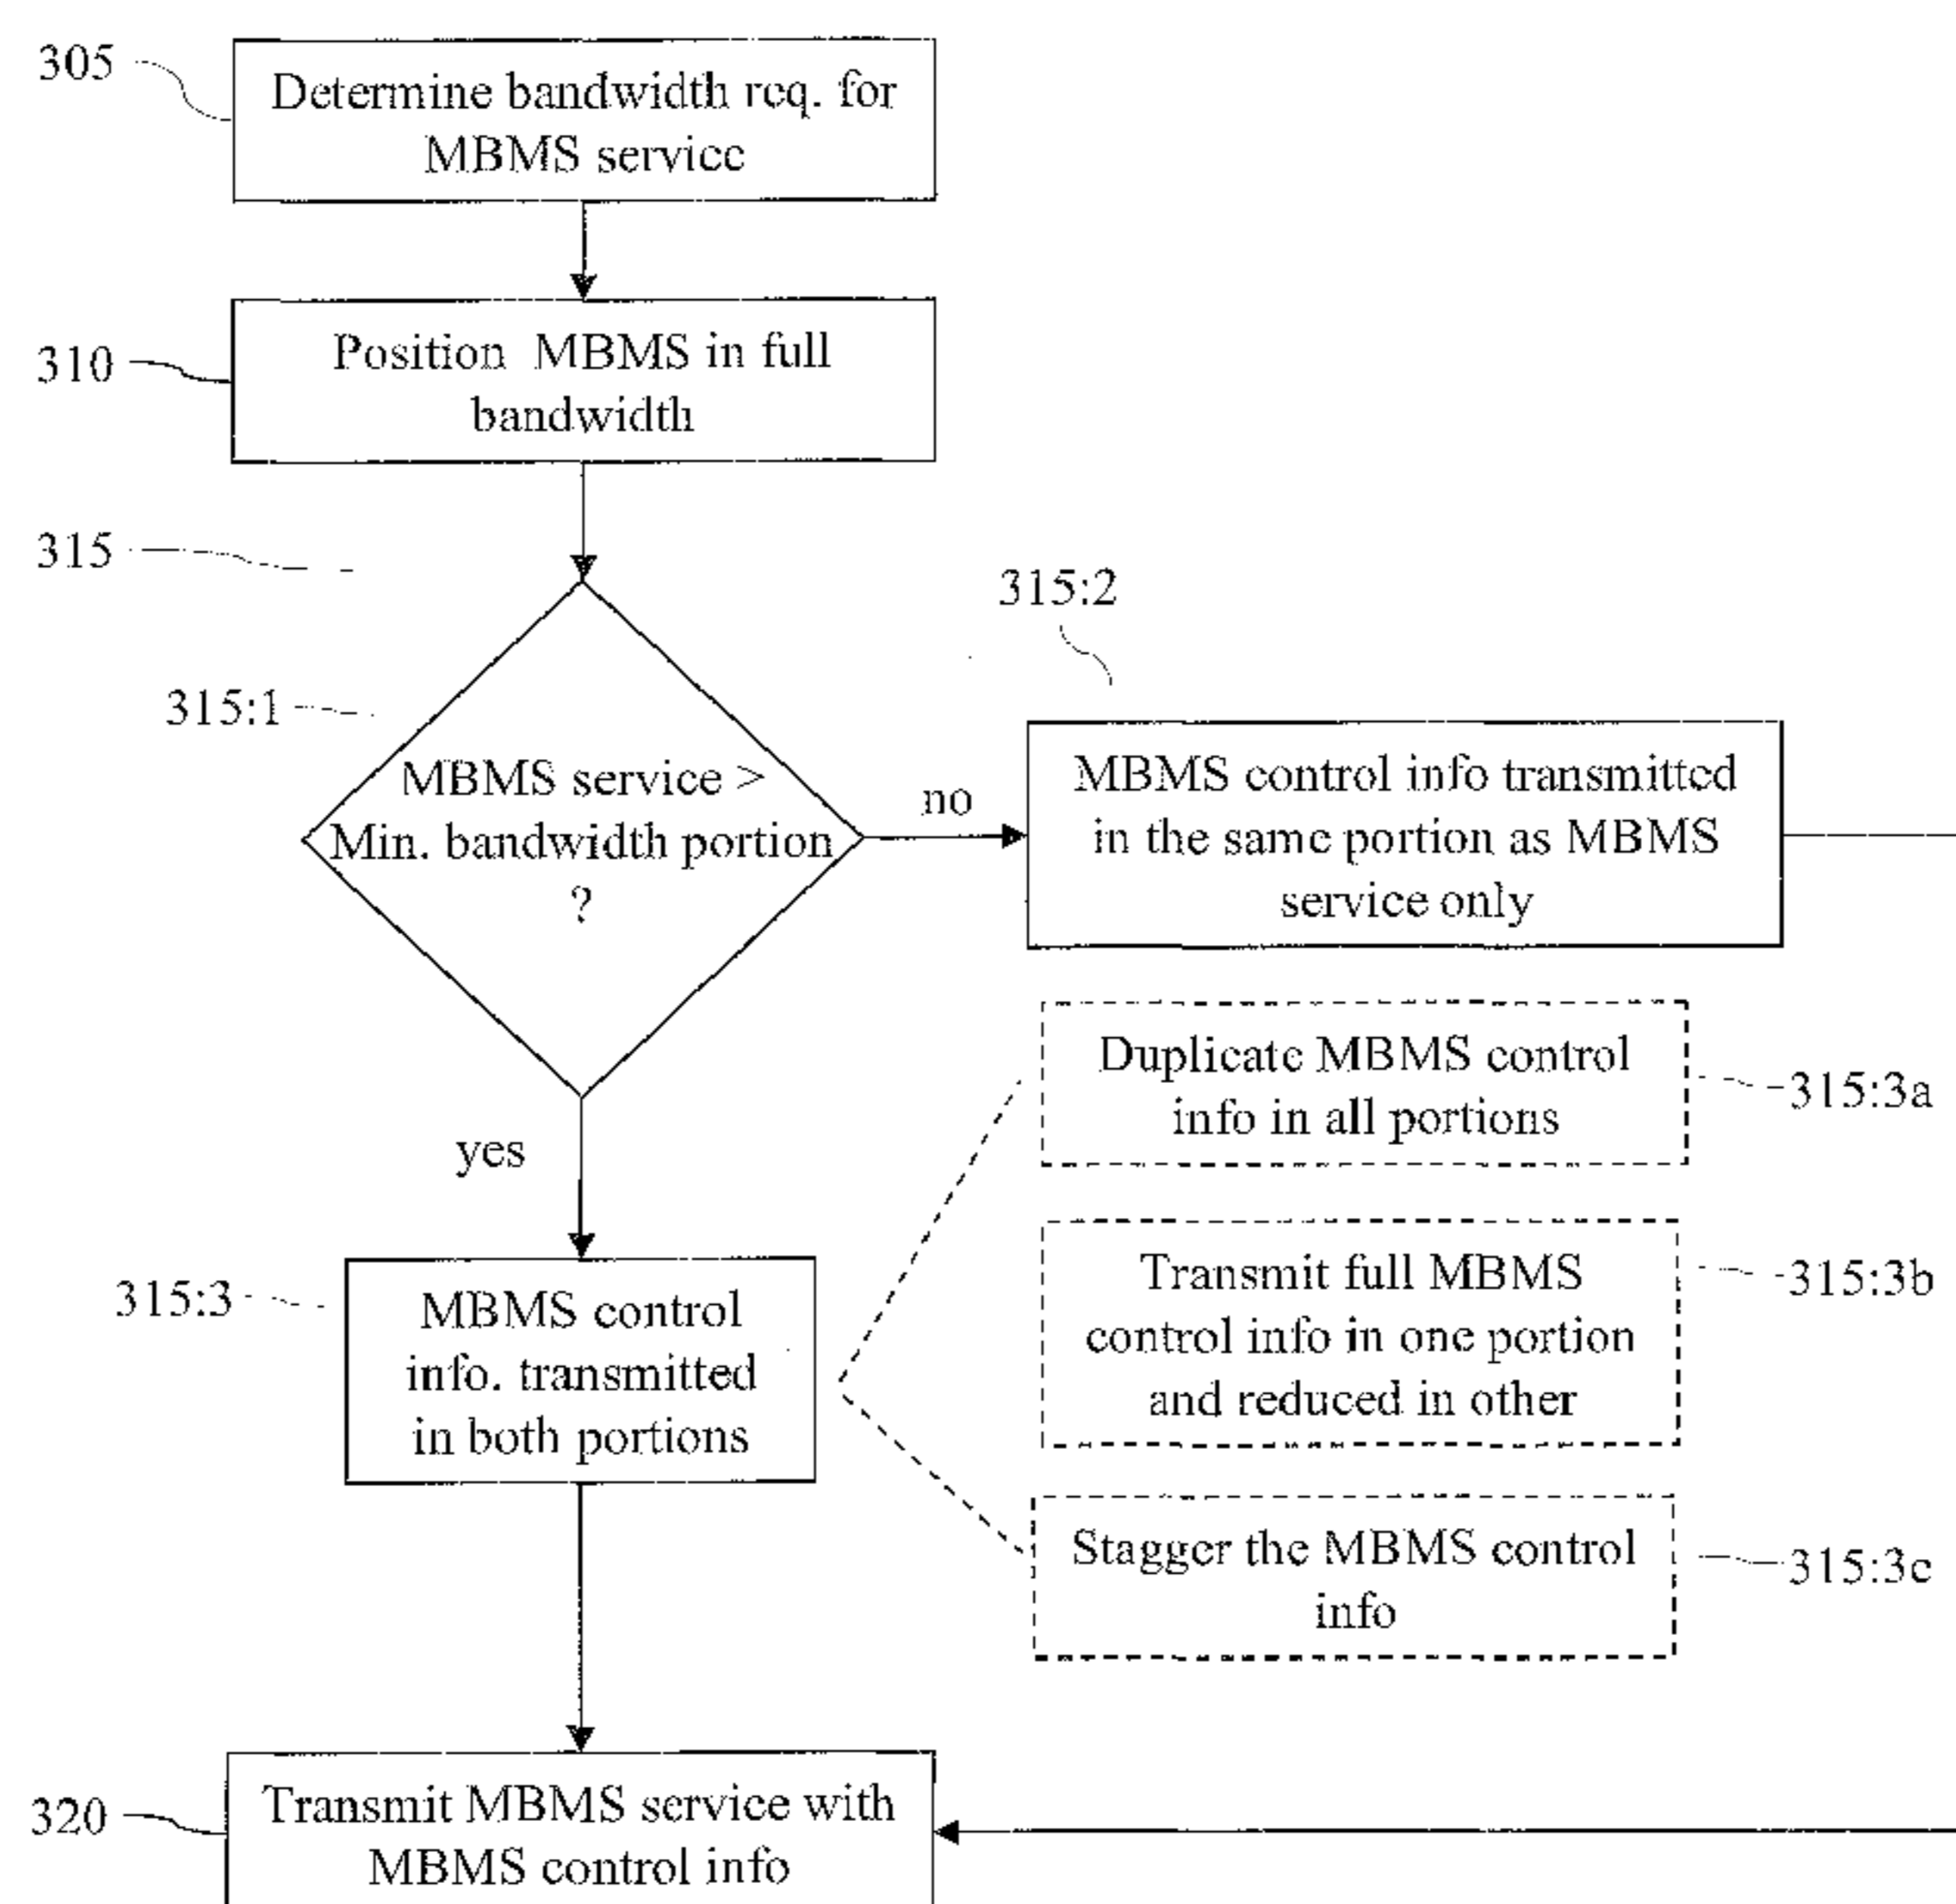 305
Determine bandwidth req. for
MBMS service
310
Position MBMS in full
bandwidth
315
315:1
MBMS service >
Min. bandwidth portion
?
no
315:2
MBMS control info transmitted
in the same portion as MBMS
service only
yes
315:3
MBMS control
info. transmitted
in both portions
Duplicate MBMS control
info in all portions
315:3a
Transmit full MBMS
control info in one portion
and reduced in other
315:3b
Stagger the MBMS control
info
315:3c
320
Transmit MBMS service with
MBMS control info